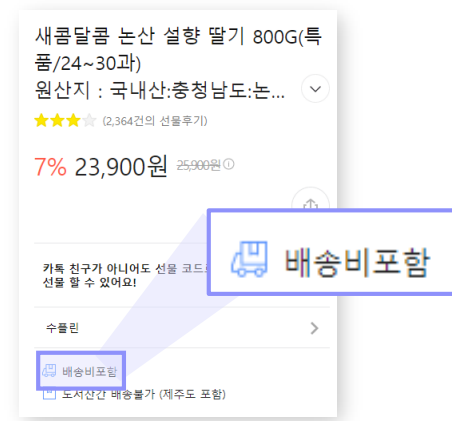 새콤달콤 논산 설향 딸기 800G(특
품/24~30과)
원산지 : 국내산:충청남도:논...
(2,364건의 선물후기)
7% 23,900원 25,900원
카톡 친구가 아니어도 선물 코드로
선물 할 수 있어요!
배송비포함
수플린
배송비포함
도서산간 배송불가 (제주도 포함)